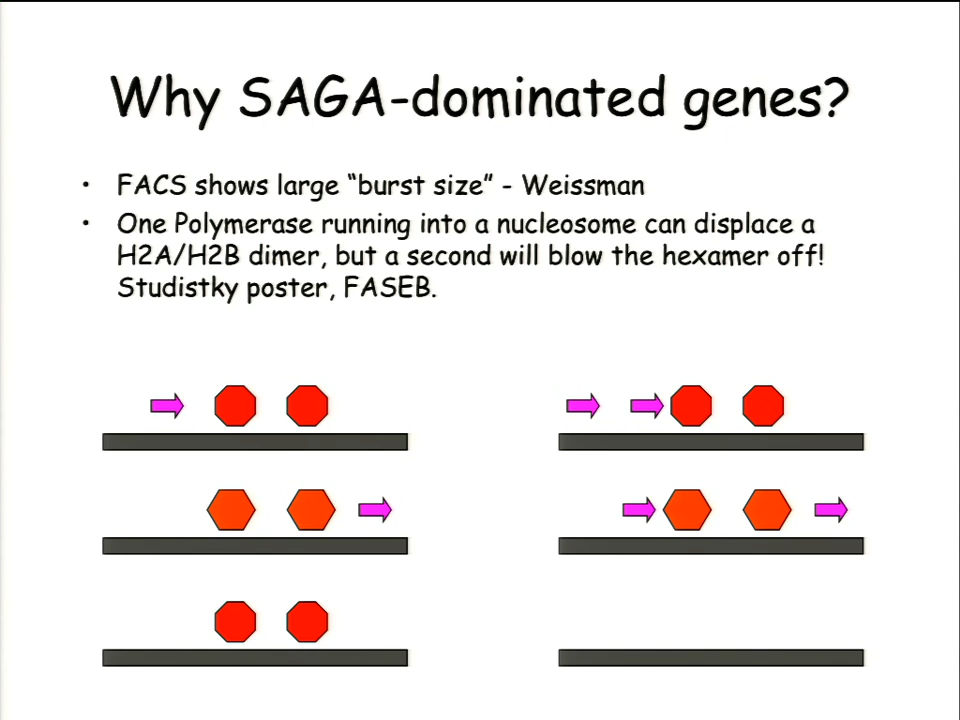 Why SAGA-dominated genes?
• FACS shows large “burst size” - Weissman
• One Polymerase running into a nucleosome can displace a
H2A/H2B dimer, but a second will blow the hexamer off!
Studistky poster, FASEB.